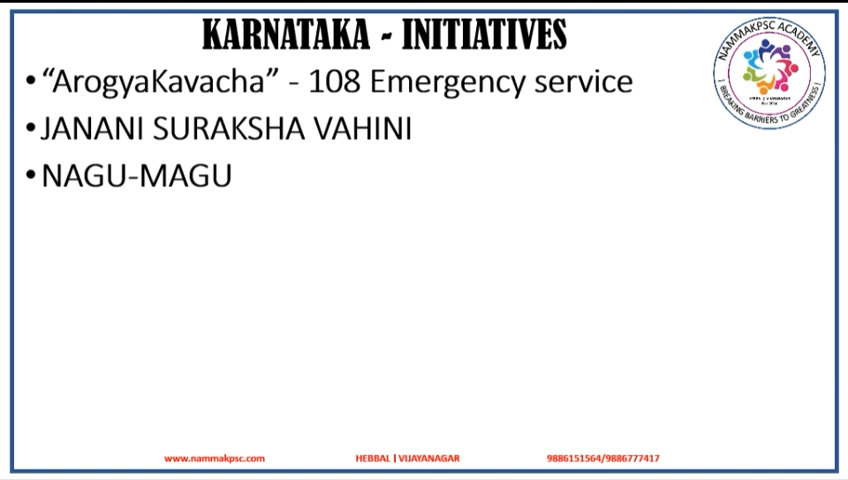 KARNATAKA - INITIATIVES
• “ArogyaKavacha” - 108 Emergency service
• JANANI SURAKSHA VAHINI
• NAGU-MAGU
NAMMAKPSC ACADEMY
! BREAKING BARRIERS TO GREATNESS !
www.nammakpsc.com HEBBAL | VIJAYANAGAR 9886151564/9886777417